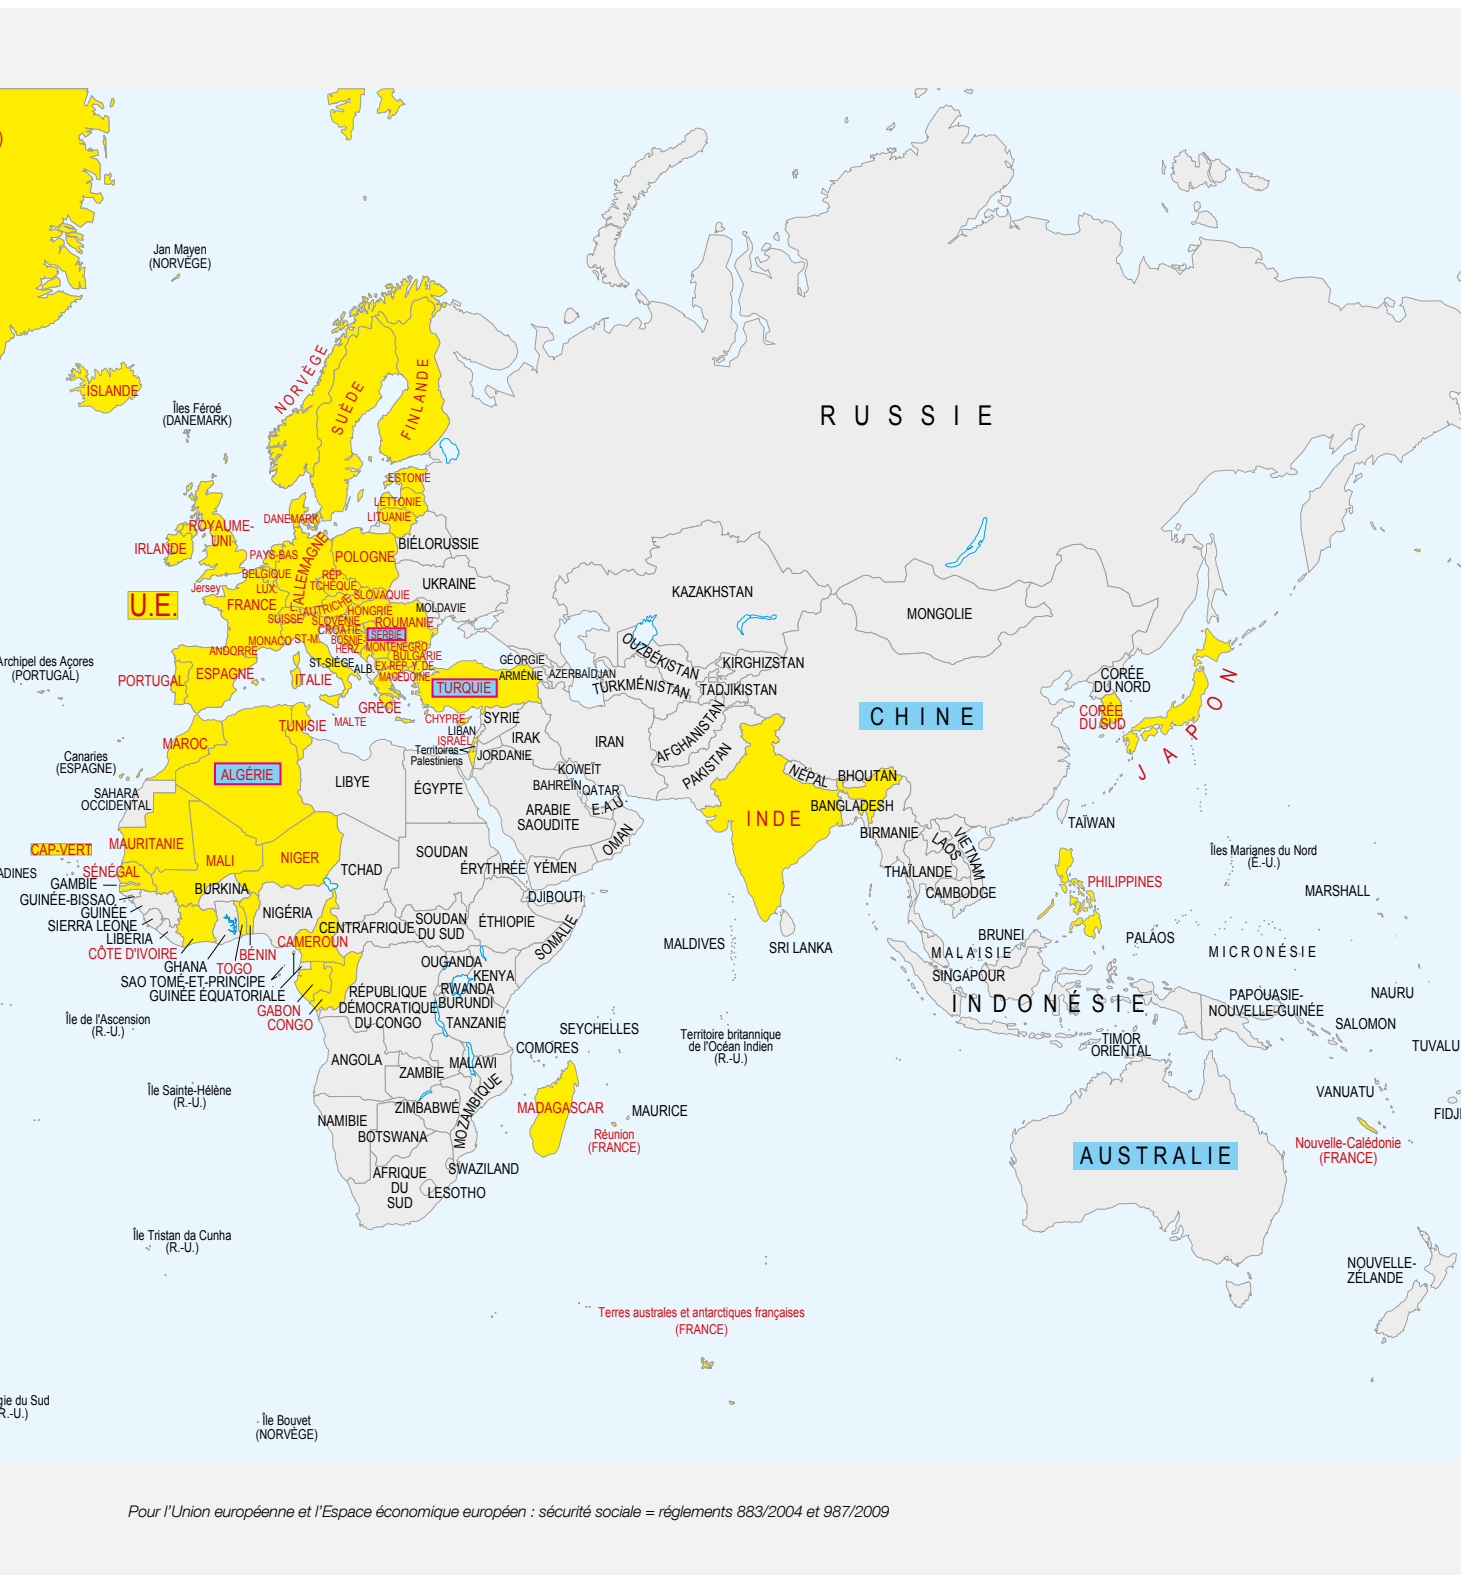 )
Jan Mayen
(NORVÈGE)
ISLANDE
Îles Féroé
(DANEMARK)
NORVÈGE
SUÈDE
FINLANDE
RUSSIE
ESTONIE
LETTONIE
LITUANIE
DANEMARK
ROYAUME-
UNI
IRLANDE
PAYS-BAS
ALLEMAGNE
POLOGNE
BIÉLORUSSIE
BELGIQUE
LUX.
RÉP.
TCHÈQUE
SLOVAQUIE
UKRAINE
Jersey
U.E.
FRANCE
L.
AUTRICHE
HONGRIE
MOLDAVIE
SUISSE
SLOVÉNIE
ROUMANIE
CROATIE
SERBIE
MONACO
ST-M.
BOSNIE
HERZ.
MONTÉNÉGRO
ANDORRE
BULGARIE
ST-SIÈGE
ALB.
EX-RÉP. Y. DE
MACÉDOINE
Archipel des Açores
(PORTUGAL)
PORTUGAL
ESPAGNE
ITALIE
GRÈCE
TURQUIE
GÉORGIE
ARMÉNIE
AZERBAÏDJAN
KAZAKHSTAN
MONGOLIE
OUZBÉKISTAN
TURKMÉNISTAN
KIRGHIZSTAN
TADJIKISTAN
CHINE
CORÉE
DU NORD
CORÉE
DU SUD
JAPON
TUNISIE
MALTE
CHYPRE
SYRIE
LIBAN
ISRAËL
Territoires
Palestiniens
JORDANIE
IRAK
IRAN
AFGHANISTAN
PAKISTAN
MAROC
Canaries
(ESPAGNE)
ALGÉRIE
LIBYE
ÉGYPTE
KOWEÏT
BAHREÏN
QATAR
E.A.U.
ARABIE
SAOUDITE
OMAN
NÉPAL
BHOUTAN
BANGLADESH
INDE
BIRMANIE
LAOS
VIETNAM
TAÏWAN
SAHARA
OCCIDENTAL
CAP-VERT
MAURITANIE
MALI
NIGER
TCHAD
SOUDAN
ÉRYTHRÉE
YÉMEN
THAÏLANDE
CAMBODGE
PHILIPPINES
Îles Marianes du Nord
(É.-U.)
MARSHALL
ADINES
SÉNÉGAL
GAMBIE
GUINÉE-BISSAO
GUINÉE
SIERRA LEONE
LIBÉRIA
CÔTE D'IVOIRE
GHANA
TOGO
BÉNIN
BURKINA
NIGÉRIA
CAMEROUN
CENTRAFRIQUE
SOUDAN
DU SUD
ÉTHIOPIE
DJIBOUTI
SOMALIE
SAO TOMÉ-ET-PRINCIPE
GUINÉE ÉQUATORIALE
GABON
CONGO
RÉPUBLIQUE
DÉMOCRATIQUE
DU CONGO
OUGANDA
KENYA
RWANDA
BURUNDI
TANZANIE
MALDIVES
SRI LANKA
BRUNEI
MALAISIE
SINGAPOUR
INDONÉSIE
PALAOS
MICRONÉSIE
PAPOUASIE-
NOUVELLE-GUINÉE
NAURU
SALOMON
TUVALU
TIMOR
ORIENTAL
Île de l'Ascension
(R.-U.)
SEYCHELLES
COMORES
Territoire britannique
de l'Océan Indien
(R.-U.)
ANGOLA
ZAMBIE
MALAWI
MOZAMBIQUE
Île Sainte-Hélène
(R.-U.)
NAMIBIE
ZIMBABWÉ
BOTSWANA
MADAGASCAR
MAURICE
Réunion
(FRANCE)
VANUATU
FIDJI
AUSTRALIE
Nouvelle-Calédonie
(FRANCE)
AFRIQUE
DU
SUD
SWAZILAND
LESOTHO
Île Tristan da Cunha
(R.-U.)
NOUVELLE-
ZÉLANDE
Terres australes et antarctiques françaises
(FRANCE)
gie du Sud
R.-U.)
Île Bouvet
(NORVÈGE)
Pour l'Union européenne et l'Espace économique européen : sécurité sociale = réglements 883/2004 et 987/2009